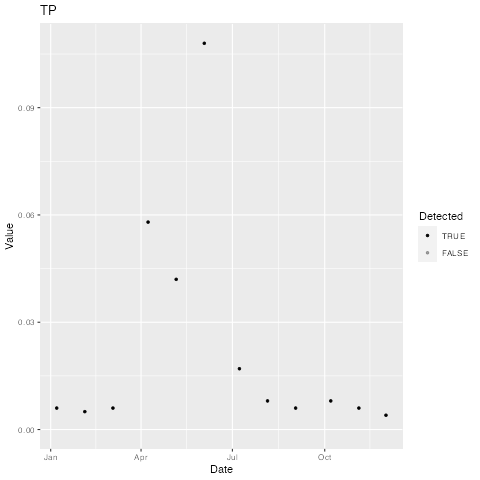 TP
0.09
0.06
0.03
0.00
Value
Jan
Apr
Jul
Oct
Date
Detected
TRUE
FALSE